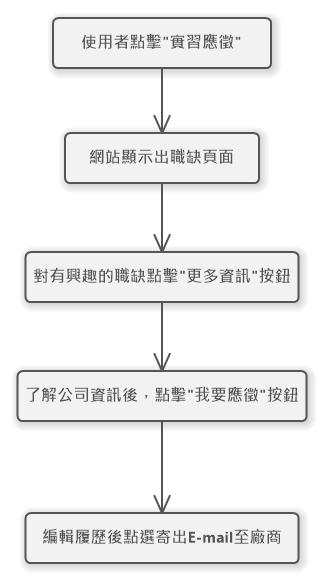 使用者點擊"實習應徵"
網站顯示出職缺頁面
對有興趣的職缺點擊"更多資訊"按鈕
了解公司資訊後，點擊"我要應徵"按鈕
編輯履歷後點選寄出E-mail至廠商